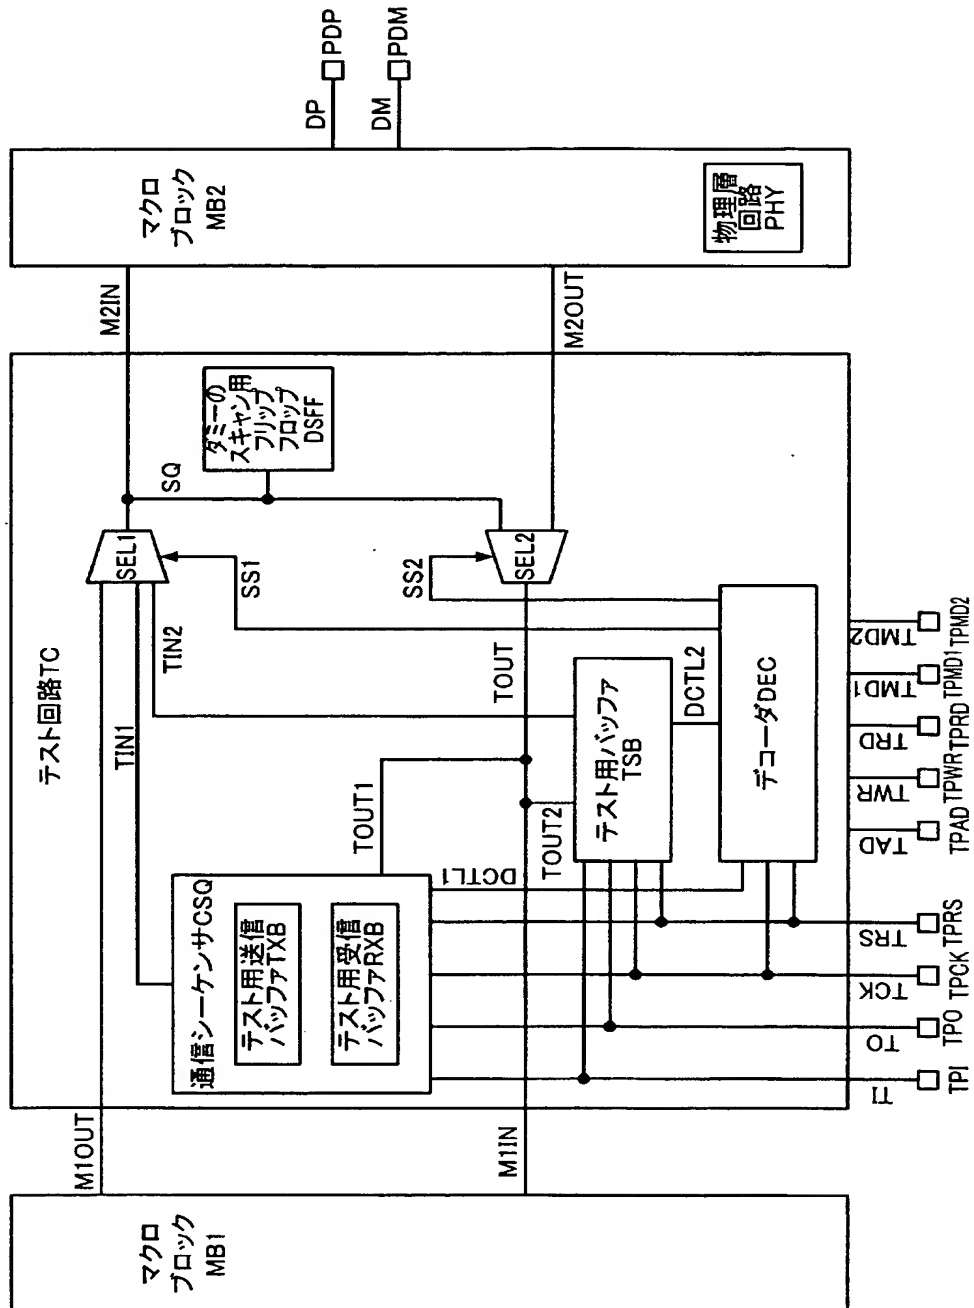 マクロ
ブロック
MB1
M1OUT
M1IN
テスト回路TC
TIN1
TIN2
SEL1
SS1
SQ
ダミーの
スキャン用
フリップ
フロップ
DSFF
SEL2
SS2
TOUT
TOUT1
TOUT2
通信シーケンサCSQ
テスト用送信
バッファTXB
テスト用受信
バッファRXB
DCTL1
テスト用バッファ
TSB
DCTL2
デコーダDEC
TI
TO
TCK
TRS
TAD
TWR
TRD
TMD1
TMD2
TPI
TPO
TPCK
TPRS
TPAD
TPWR
TPRD
TPMD1
TPMD2
M2IN
M2OUT
マクロ
ブロック
MB2
物理層
回路
PHY
DP
PDP
DM
PDM